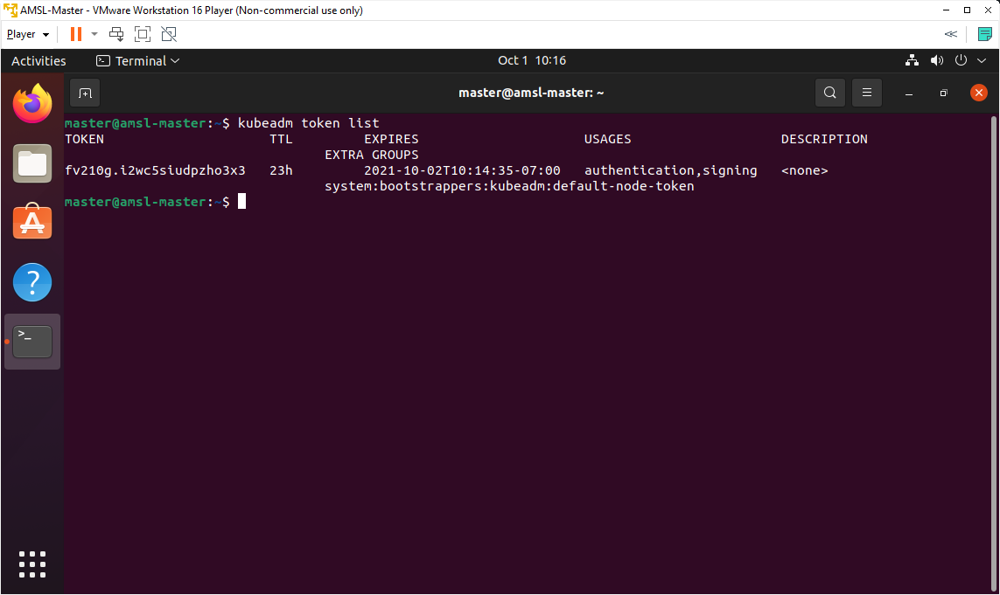 AMSL-Master - VMware Workstation 16 Player (Non-commercial use only)
Player
Activities Terminal Oct 1 10:16
master@amsl-master: ~
master@amsl-master:~$ kubeadm token list
TOKEN TTL EXPIRES USAGES DESCRIPTION
EXTRA GROUPS
fv210g.i2wc5siudpzho3x3 23h 2021-10-02T10:14:35-07:00 authentication,signing <none>
system:bootstrappers:kubeadm:default-node-token
master@amsl-master:~$